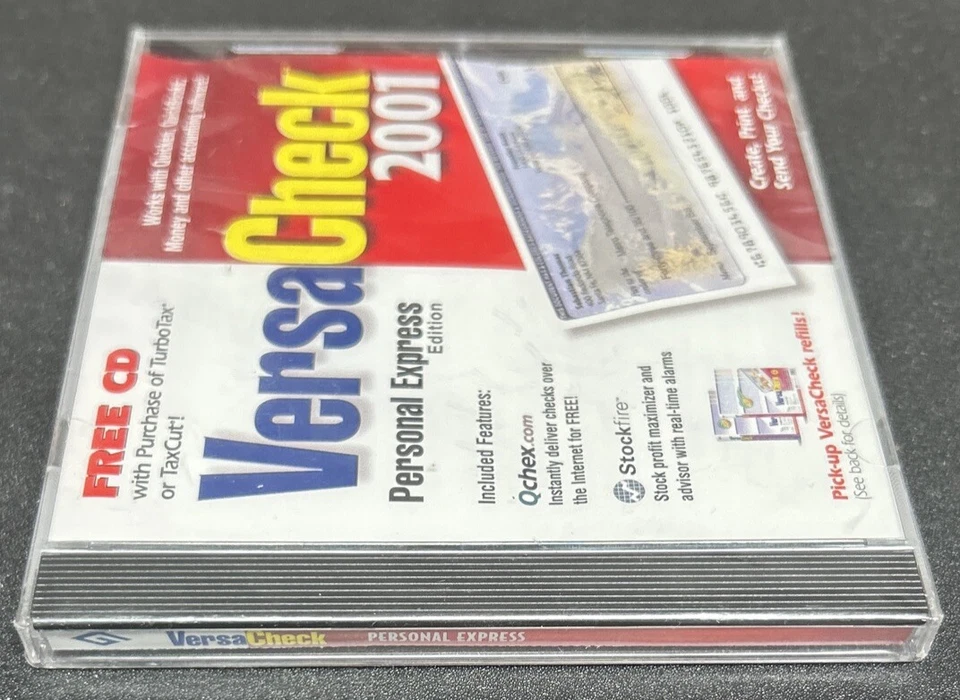 FREE CD
with Purchase of TurboTax®
or TaxCut!
Works with Quicken, QuickBooks,
Money and other accounting software!
VersaCheck
2001
Personal Express
Edition
Included Features:
Qchex.com
Instantly deliver checks over
the Internet for FREE!
Stockfire™
Stock profit maximizer and
advisor with real-time alarms
Create, Print and
Send Your Checks!
Pick-up VersaCheck refills!
(See back for details)
VersaCheck PERSONAL EXPRESS